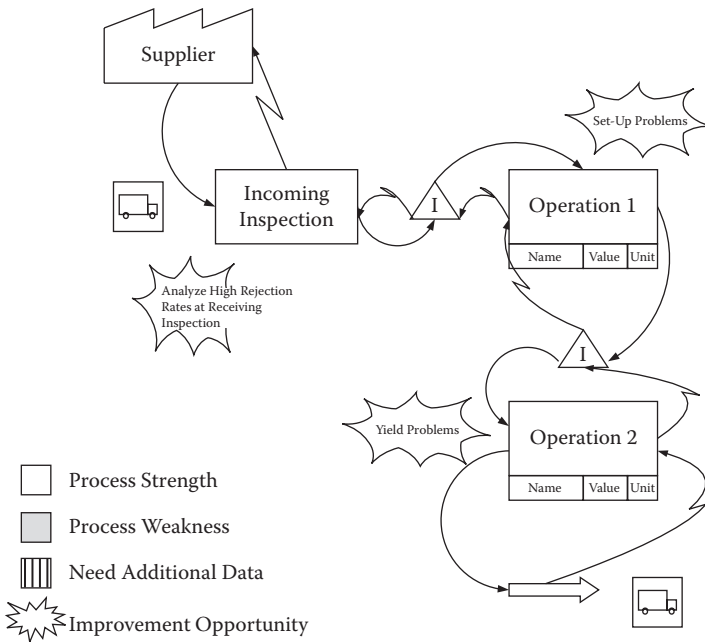 Supplier
Set-Up Problems
Incoming
Inspection
I
Operation 1
Name Value Unit
Analyze High Rejection
Rates at Receiving
Inspection
I
Yield Problems
Operation 2
Name Value Unit
Process Strength
Process Weakness
Need Additional Data
Improvement Opportunity